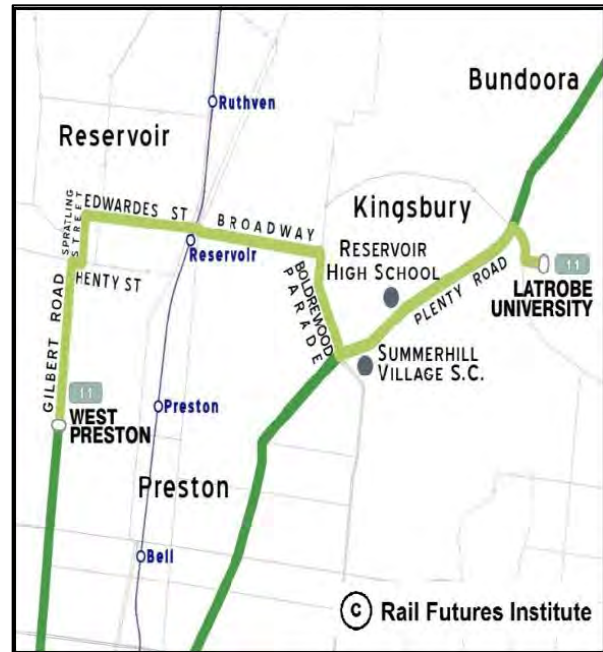 Bundoora
Ruthven
Reservoir
SPRATLING
STREET
EDWARDES ST
BROADWAY
Kingsbury
Reservoir
RESERVOIR
HIGH SCHOOL
HENTY ST
BOLDREWOOD
PARADE
PLENTY ROAD
11
LATROBE
UNIVERSITY
GILBERT ROAD
SUMMERHILL
VILLAGE S.C.
11
WEST
PRESTON
Preston
Preston
Bell
C Rail Futures Institute